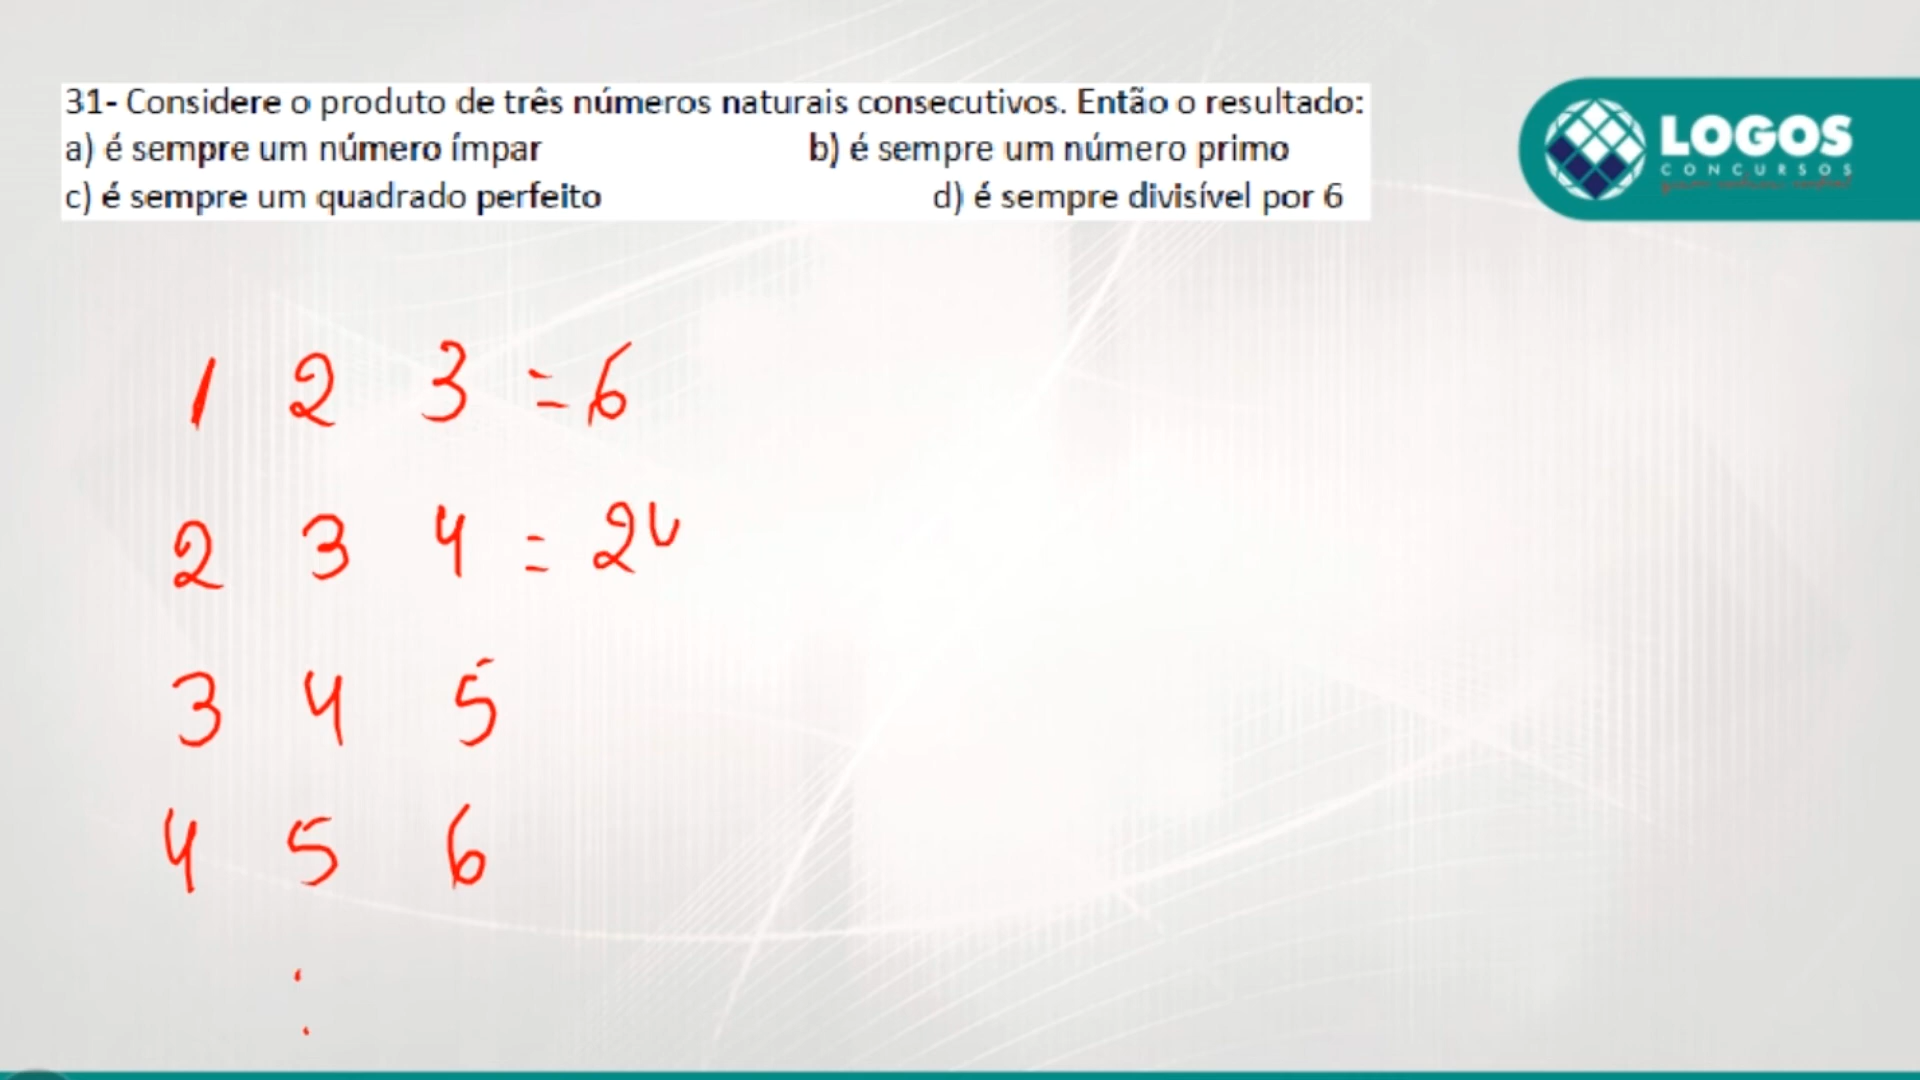 31- Considere o produto de três números naturais consecutivos. Então o resultado:
a) é sempre um número ímpar b) é sempre um número primo
c) é sempre um quadrado perfeito d) é sempre divisível por 6
LOGOS
CONCURSOS
1 2 3 = 6
2 3 4 = 24
3 4 5
4 5 6
: